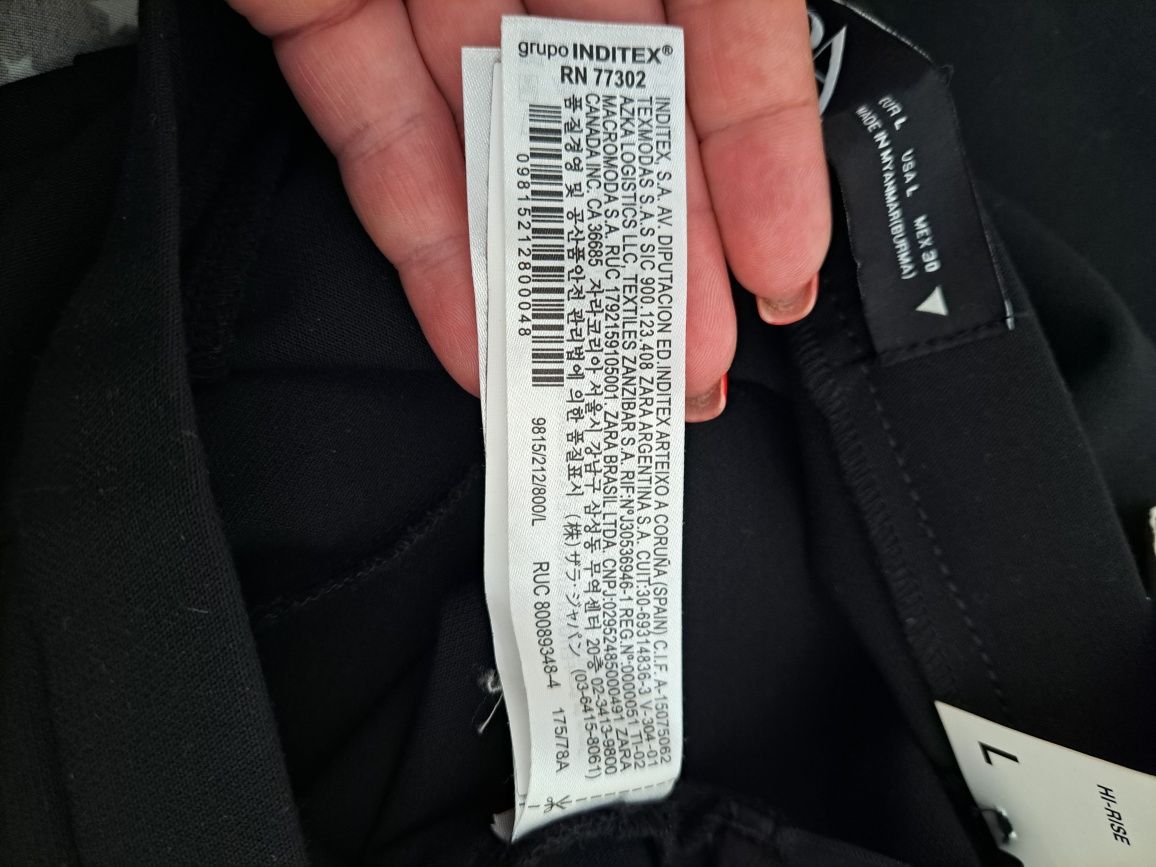 grupo INDITEX®
RN 77302
INDITEX, S.A. AV. DIPUTACION ED. INDITEX ARTEIXO A CORUÑA (SPAIN) C.I.F. A-15075062
TEXMODAS S.A.S SIC 900.123.408 ZARA ARGENTINA S.A. CUIT:30-69314836-3 V-304-01
AZKA LOGISTICS LLC, TEXTILES ZANZIBAR S.A. RIF:Nº J30536946-1 REG.Nº:0000051 TI-02
MACROMODA S.A. RUC 1792159105001. ZARA BRASIL LTDA. CNPJ:02952485000491 ZARA
CANADA INC. CA 36685 자라코리아 서울시 강남구 삼성동 무역센터 20층 02-3413-9800
품질경영 및 공산품안전 관리법에 의한 품질표시 (株)ザラ・ジャパン (03-6415-8061)
09815212800048
9815/212/800/L RUC 80089348-4 175/78A
EUR L USA L MEX 30
MADE IN MYANMAR(BURMA)
HI-RISE
L